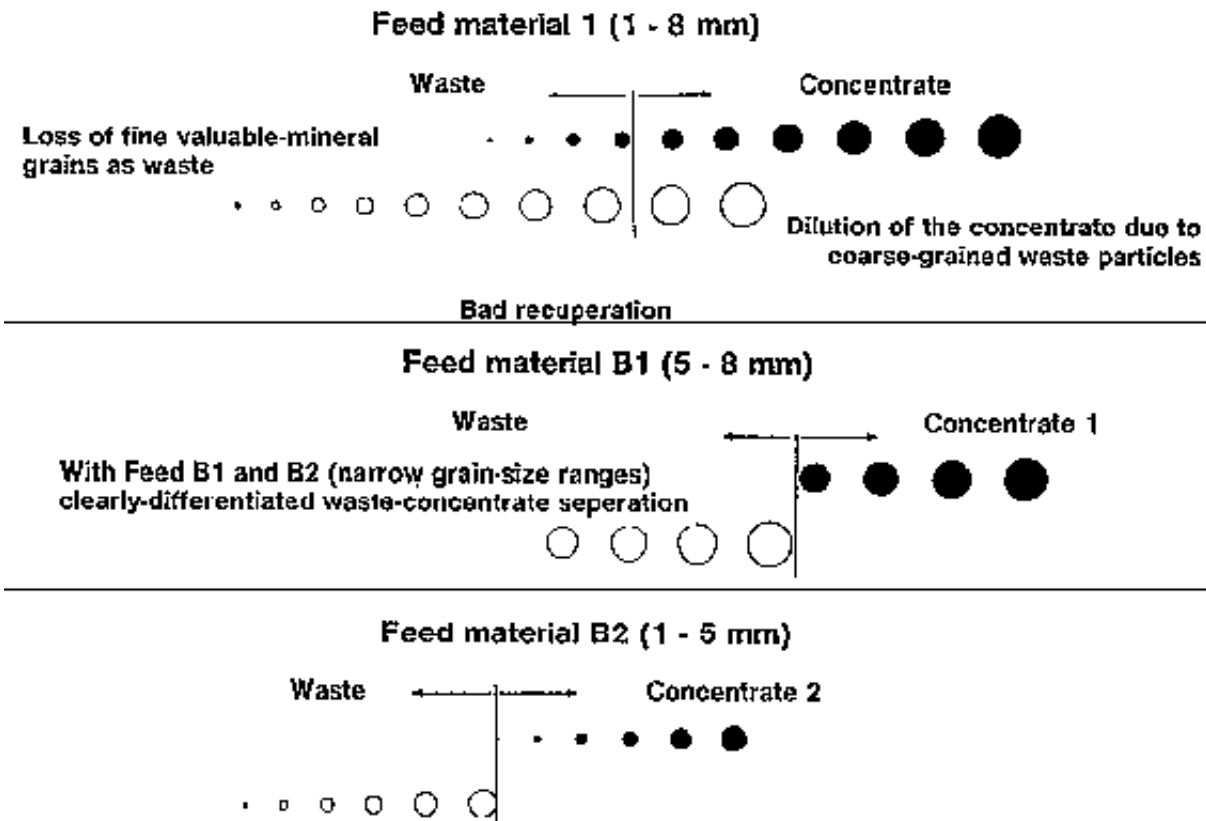 Feed material 1 (1 - 8 mm)
Waste
Concentrate
Loss of fine valuable-mineral
grains as waste
Dilution of the concentrate due to
coarse-grained waste particles
Bad recuperation
Feed material B1 (5 - 8 mm)
Waste
Concentrate 1
With Feed B1 and B2 (narrow grain-size ranges)
clearly-differentiated waste-concentrate seperation
Feed material B2 (1 - 5 mm)
Waste
Concentrate 2